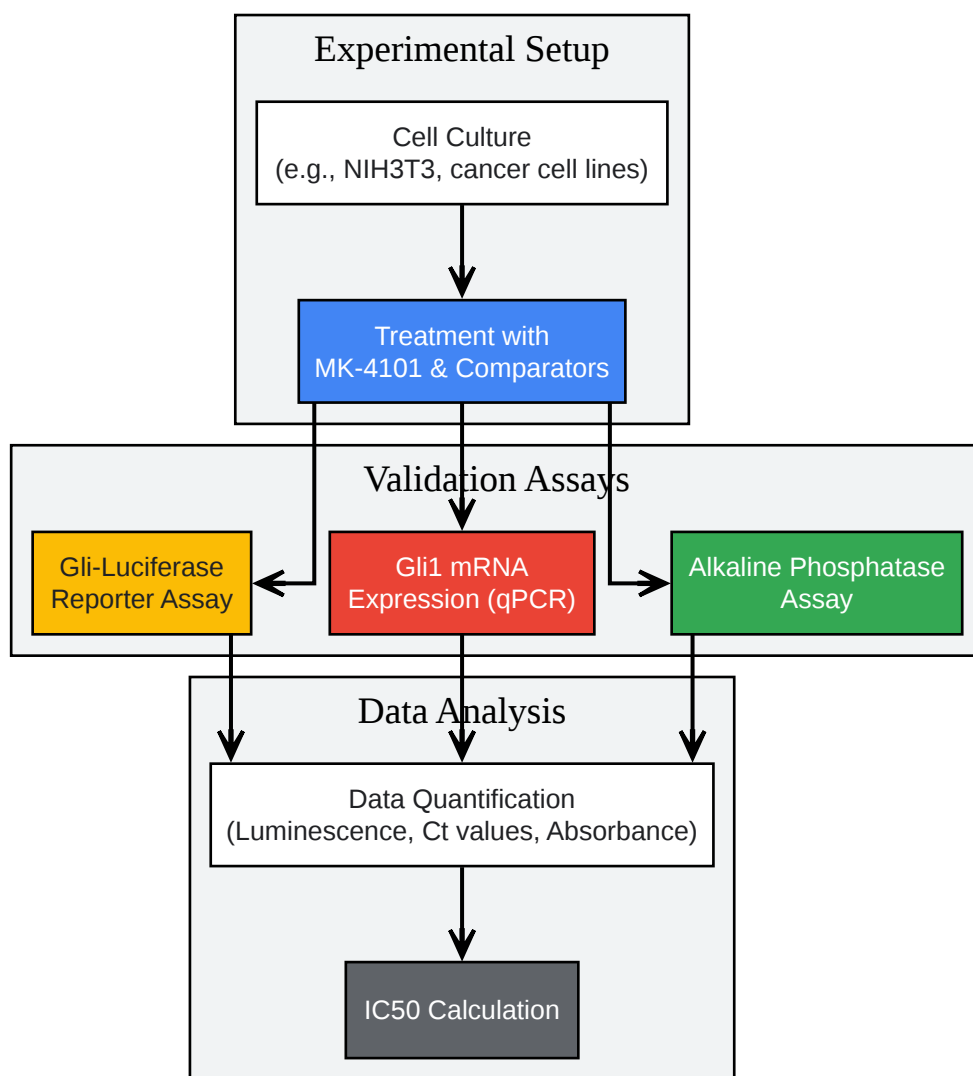 Experimental Setup
Cell Culture
(e.g., NIH3T3, cancer cell lines)
Treatment with
MK-4101 & Comparators
Validation Assays
Gli-Luciferase
Reporter Assay
Gli1 mRNA
Expression (qPCR)
Alkaline Phosphatase
Assay
Data Analysis
Data Quantification
(Luminescence, Ct values, Absorbance)
IC50 Calculation